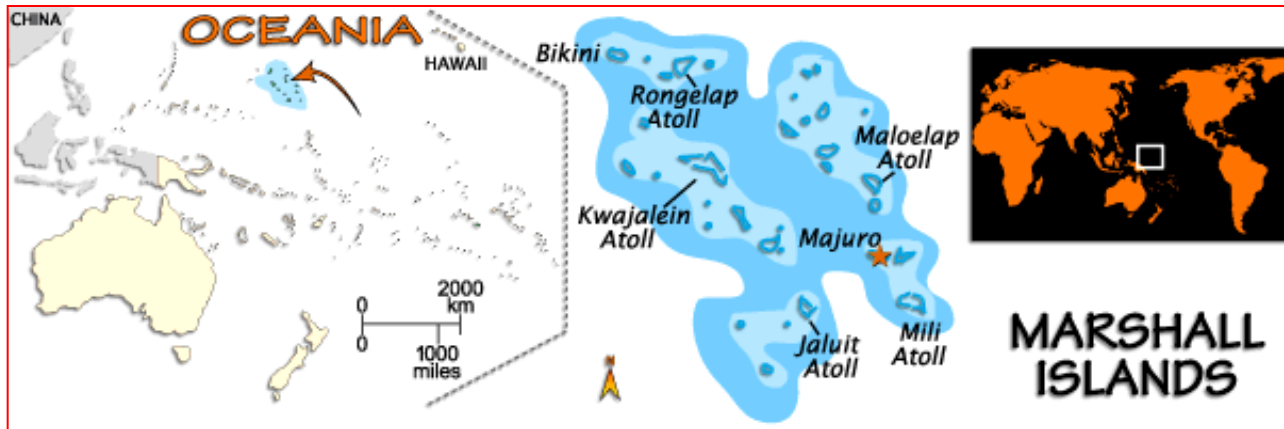 CHINA
OCEANIA
HAWAII
0
2000
km
0
1000
miles
N
Bikini
Rongelap
Atoll
Maloelap
Atoll
Kwajalein
Atoll
Majuro
Jaluit
Atoll
Mili
Atoll
MARSHALL
ISLANDS